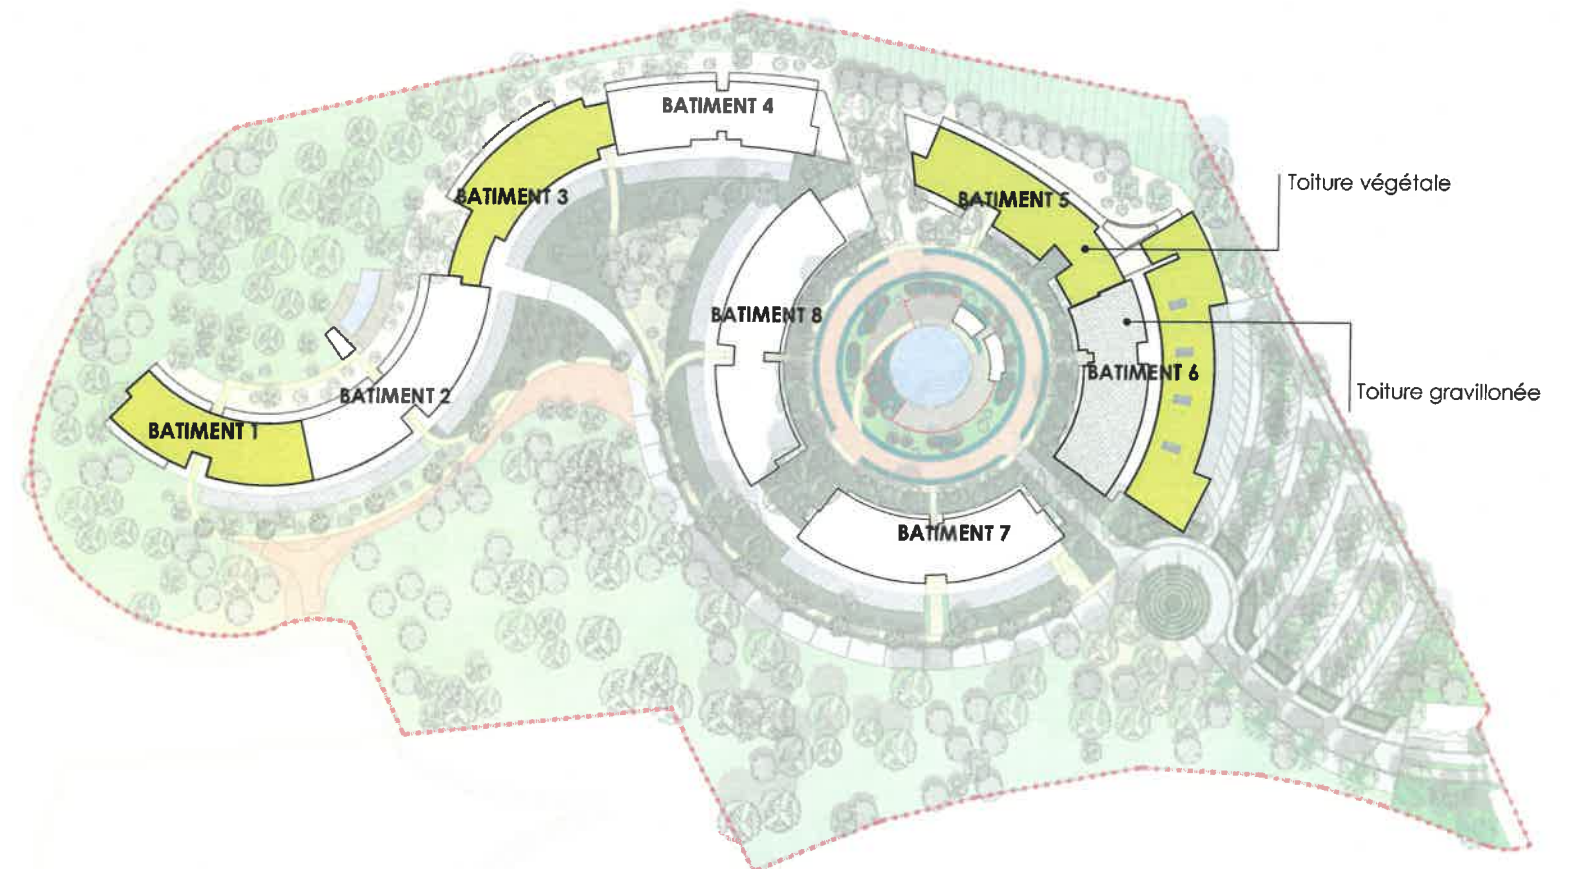 BATIMENT 4
BATIMENT 3
BATIMENT 5
Toiture végétale
BATIMENT 8
BATIMENT 6
Toiture gravillonée
BATIMENT 2
BATIMENT 1
BATIMENT 7